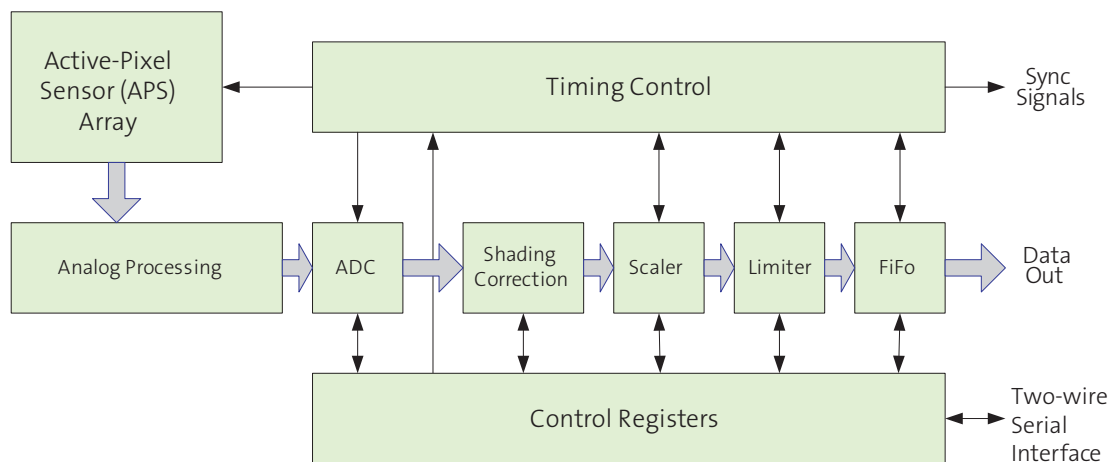 Active-Pixel
Sensor (APS)
Array
Timing Control
Sync
Signals
Analog Processing
ADC
Shading
Correction
Scaler
Limiter
FiFo
Data
Out
Control Registers
Two-wire
Serial
Interface